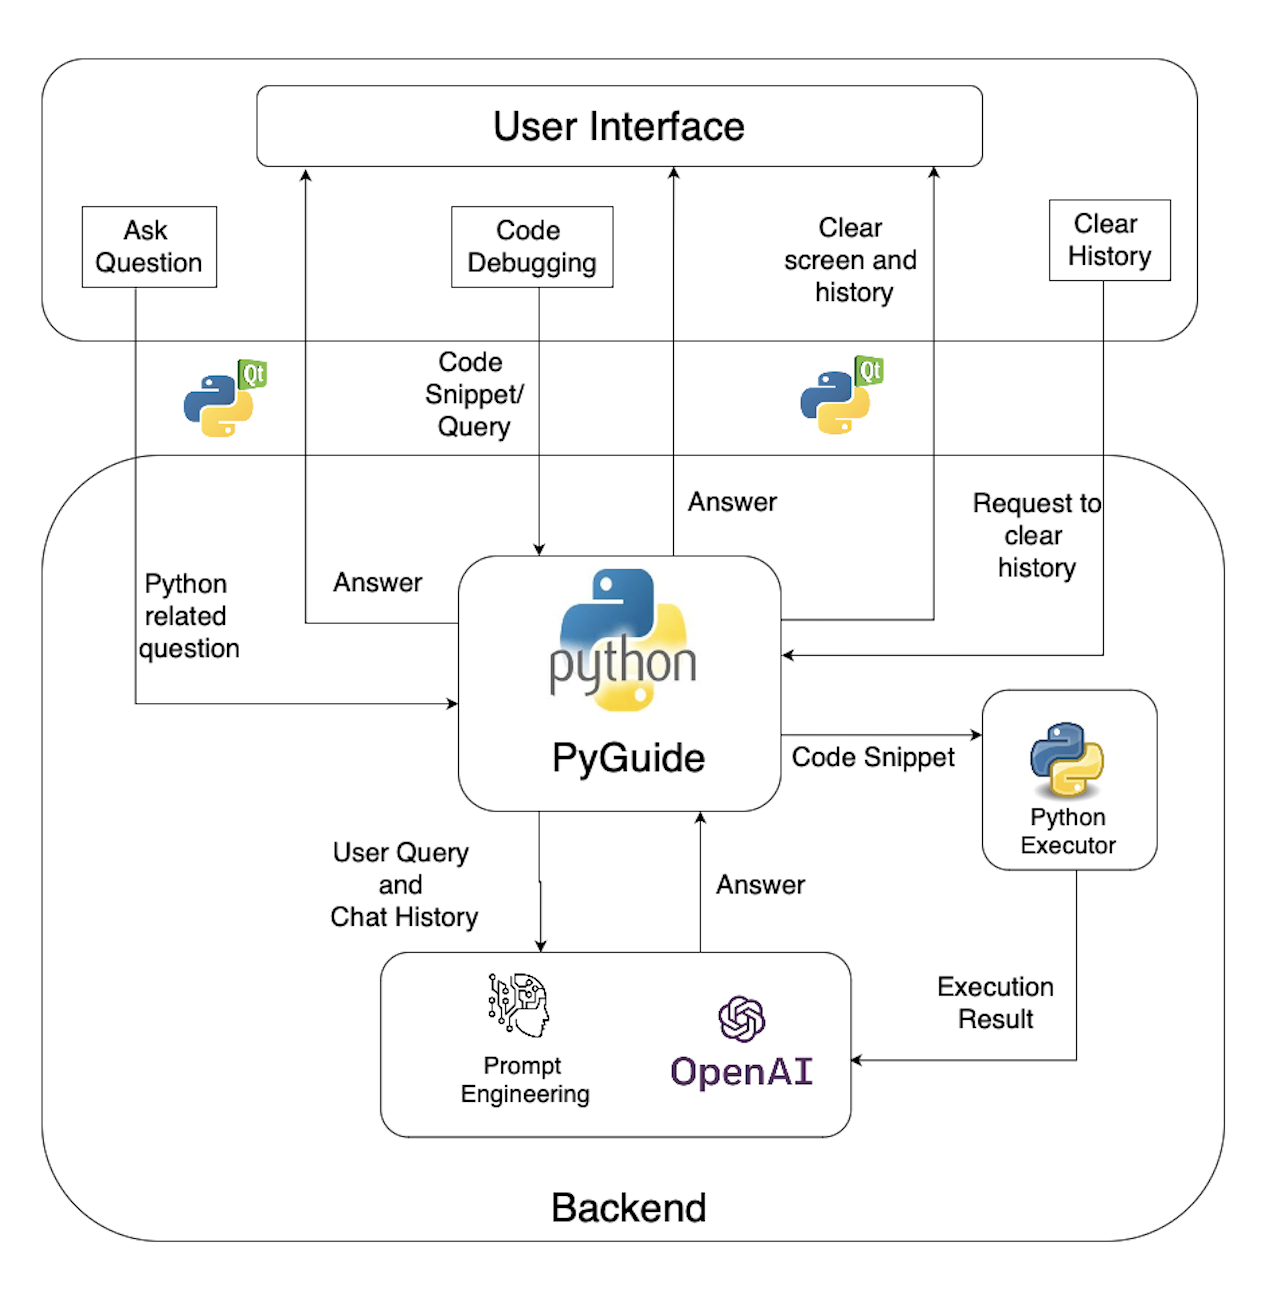 User Interface
Ask
Question
Code
Debugging
Clear
screen and
history
Clear
History
Qt
Code
Snippet/
Query
Qt
Answer
Request to
clear
history
Python
related
question
Answer
python
PyGuide
Code Snippet
Python
Executor
User Query
and
Chat History
Answer
Execution
Result
Prompt
Engineering
OpenAI
Backend